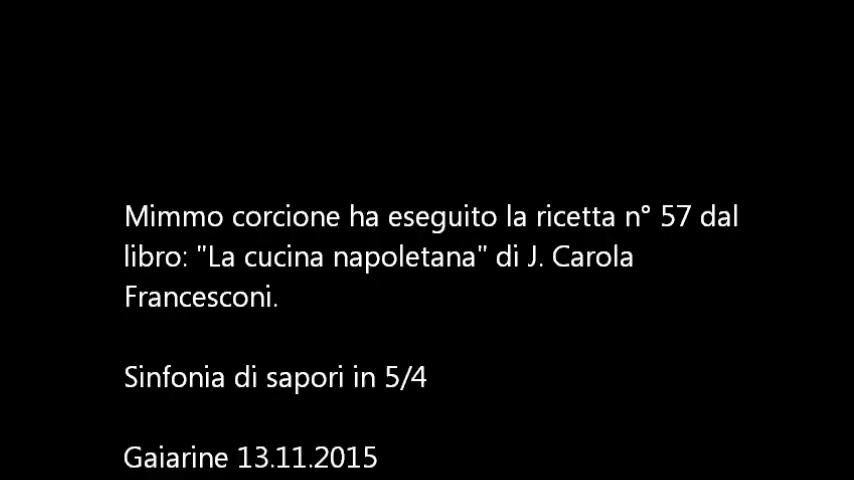 Mimmo corcione ha eseguito la ricetta n° 57 dal
libro: "La cucina napoletana" di J. Carola
Francesconi.
Sinfonia di sapori in 5/4
Gaiarine 13.11.2015